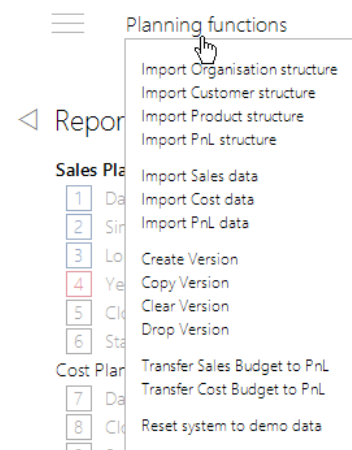 Planning functions
Import Organisation structure
Import Customer structure
Import Product structure
Import PnL structure
Import Sales data
Import Cost data
Import PnL data
Create Version
Copy Version
Clear Version
Drop Version
Transfer Sales Budget to PnL
Transfer Cost Budget to PnL
Reset system to demo data
Repor
Sales Pla
1 Da
2 Sir
3 Lo
4 Ye
5 Clo
6 Sta
Cost Plar
7 Da
8 Clo